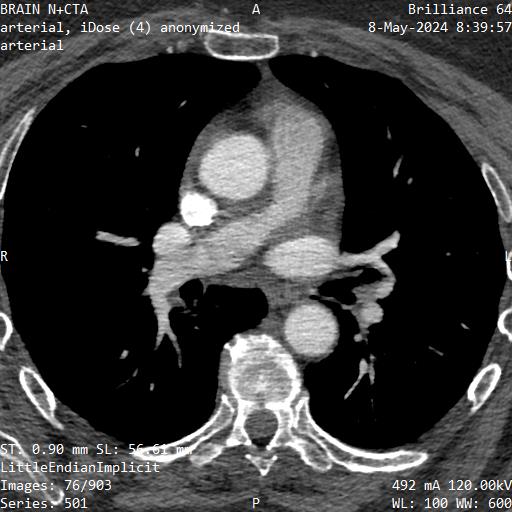 BRAIN N+CTA
A
Brilliance 64
arterial, iDose (4) anonymized
8-May-2024 8:39:57
arterial
R
L
ST: 0.90 mm SL: 56.61 mm
LittleEndianImplicit
Images: 76/903
492 mA 120.00kV
Series: 501
P
WL: 100 WW: 600